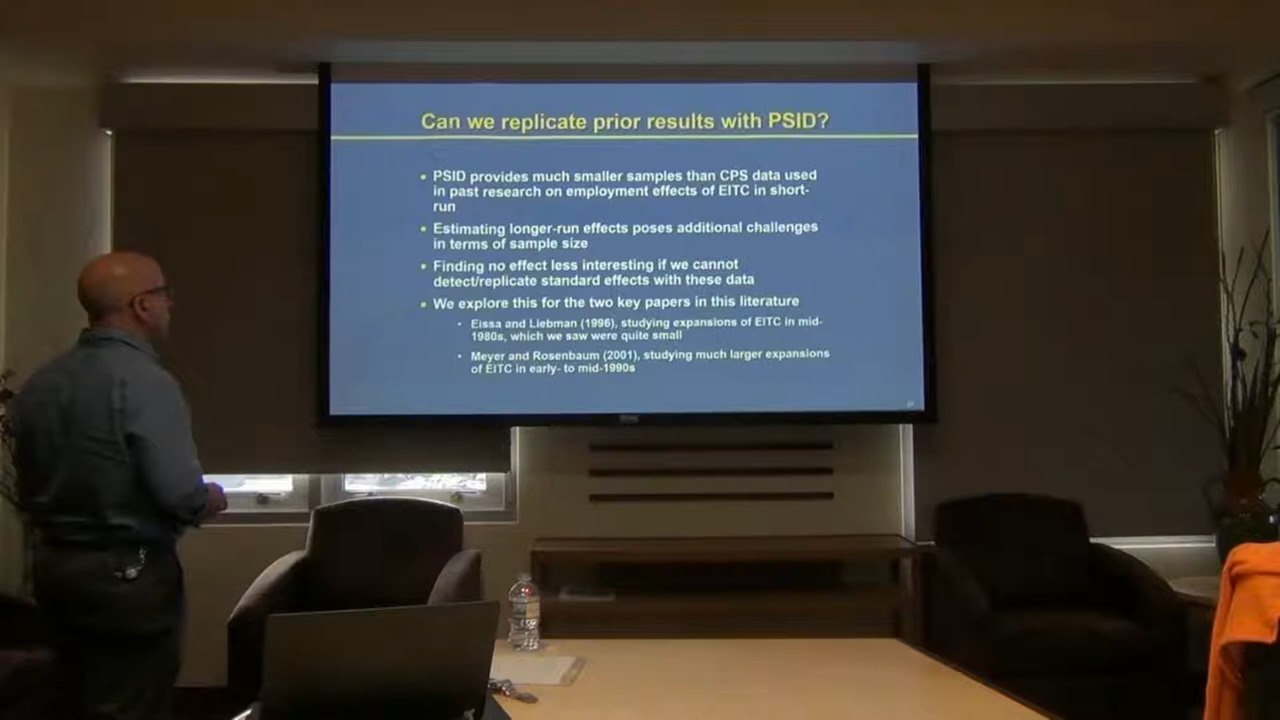 Can we replicate prior results with PSID?
• PSID provides much smaller samples than CPS data used
in past research on employment effects of EITC in short-
run
• Estimating longer-run effects poses additional challenges
in terms of sample size
• Finding no effect less interesting if we cannot
detect/replicate standard effects with these data
• We explore this for the two key papers in this literature
• Eissa and Liebman (1996), studying expansions of EITC in mid-
1980s, which we saw were quite small
• Meyer and Rosenbaum (2001), studying much larger expansions
of EITC in early- to mid-1990s